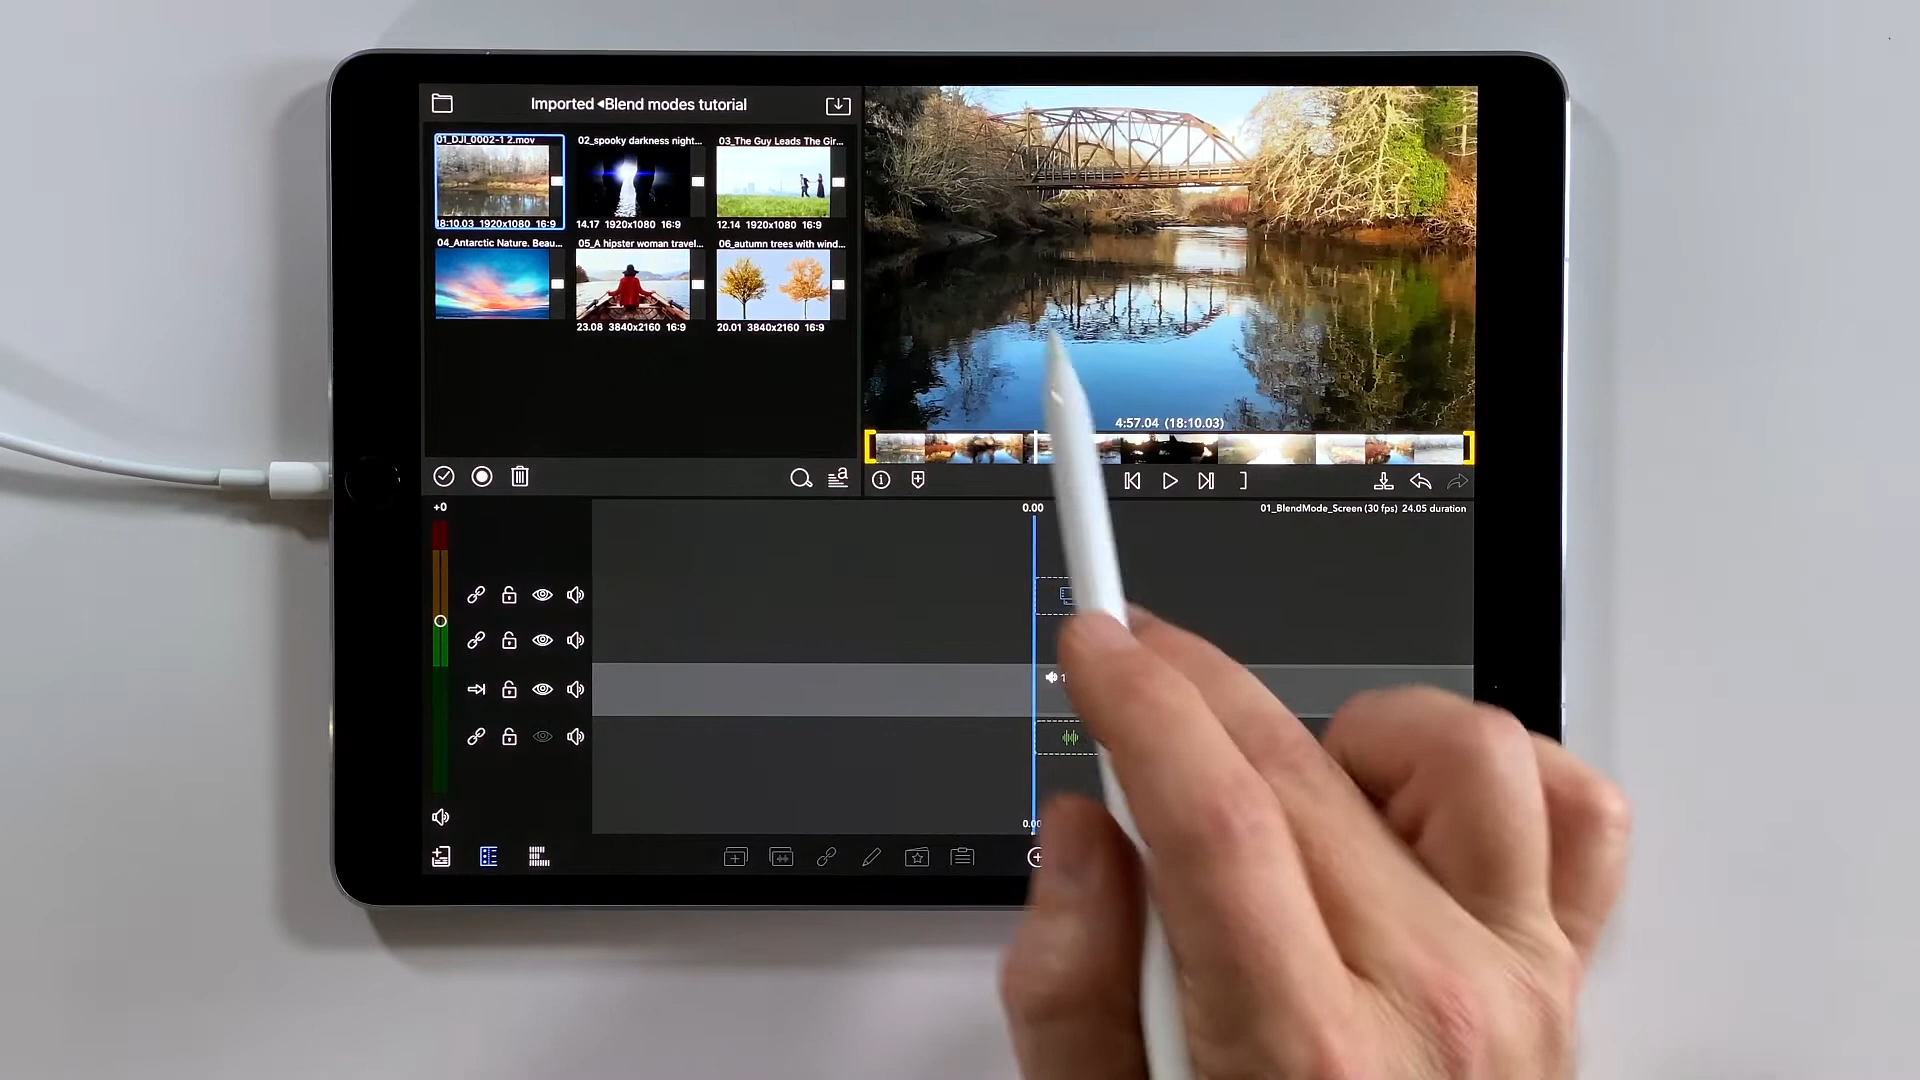 Imported ◂Blend modes tutorial
01_DJI_0002-1 2.mov
02_spooky darkness night...
03_The Guy Leads The Gir...
18:10.03 1920x1080 16:9
14.17 1920x1080 16:9
12.14 1920x1080 16:9
04_Antarctic Nature. Beau...
05_A hipster woman travel...
06_autumn trees with wind...
23.08 3840x2160 16:9
20.01 3840x2160 16:9
4:57.04 (18:10.03)
+0
0.00
01_BlendMode_Screen (30 fps) 24.05 duration